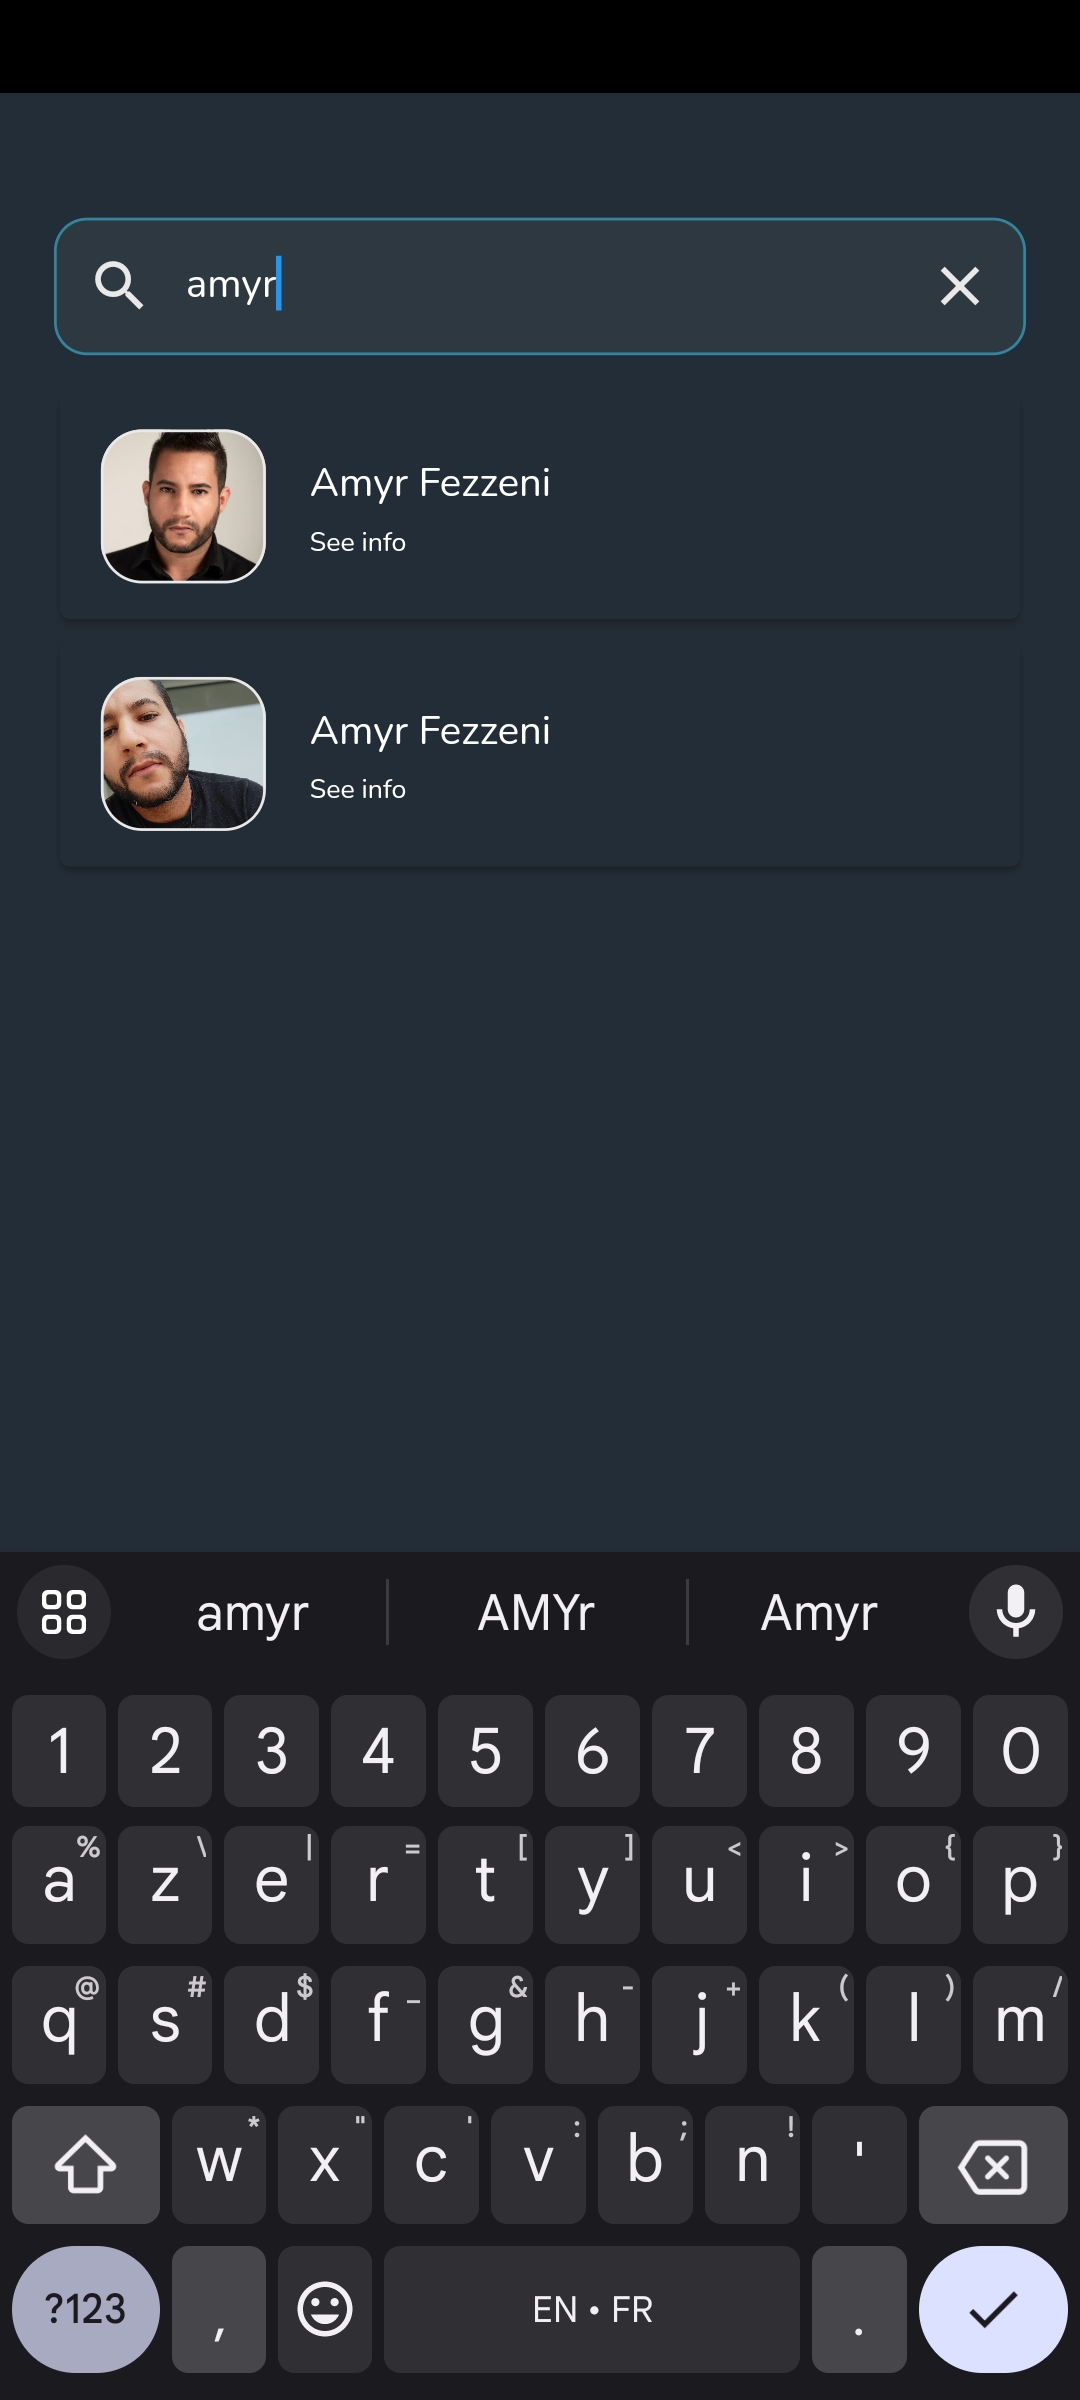 amyr
Amyr Fezzeni
See info
Amyr Fezzeni
See info
amyr AMYr Amyr
1 2 3 4 5 6 7 8 9 0
% \ | = [ ] < > { }
a z e r t y u i o p
@ # $ _ & - + ( ) /
q s d f g h j k l m
* " ' : ; !
w x c v b n '
?123 , EN • FR .